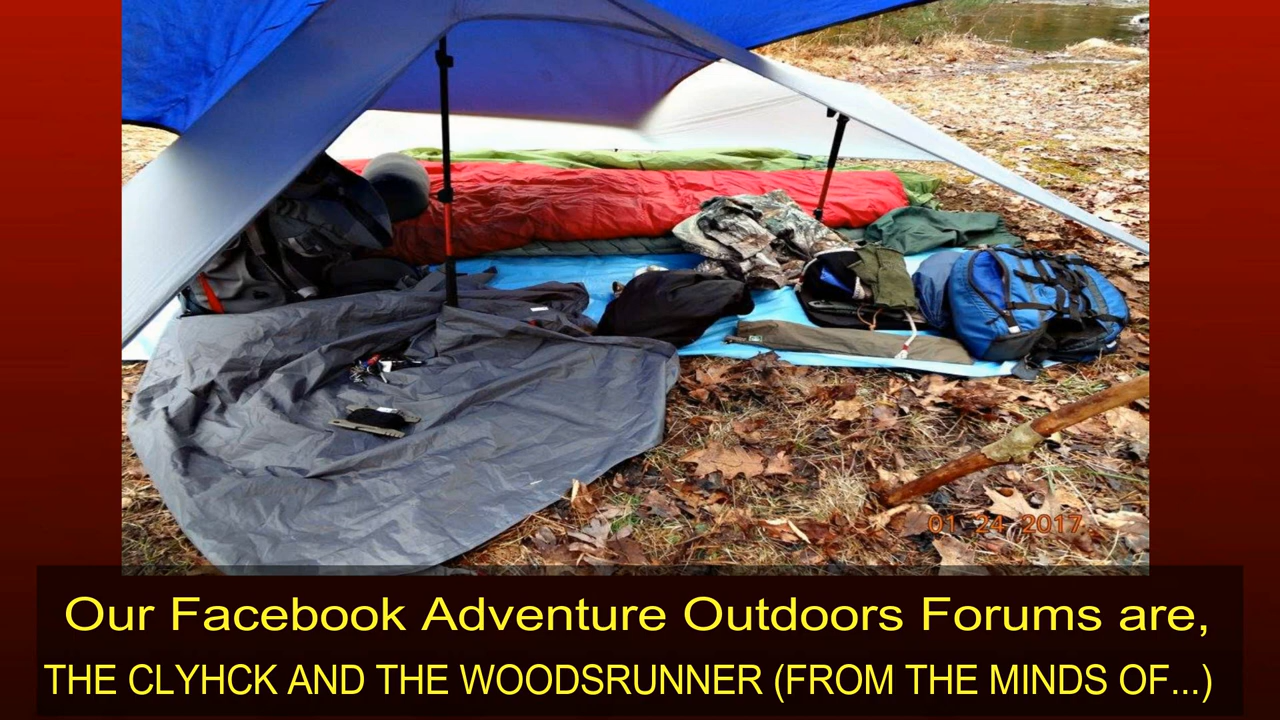 01 24 2017
Our Facebook Adventure Outdoors Forums are,
THE CLYHCK AND THE WOODSRUNNER (FROM THE MINDS OF...)